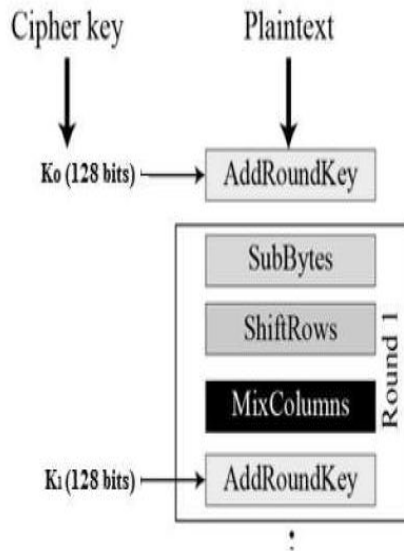 Cipher key
Plaintext
K0 (128 bits)
AddRoundKey
SubBytes
ShiftRows
MixColumns
Round 1
K1 (128 bits)
AddRoundKey